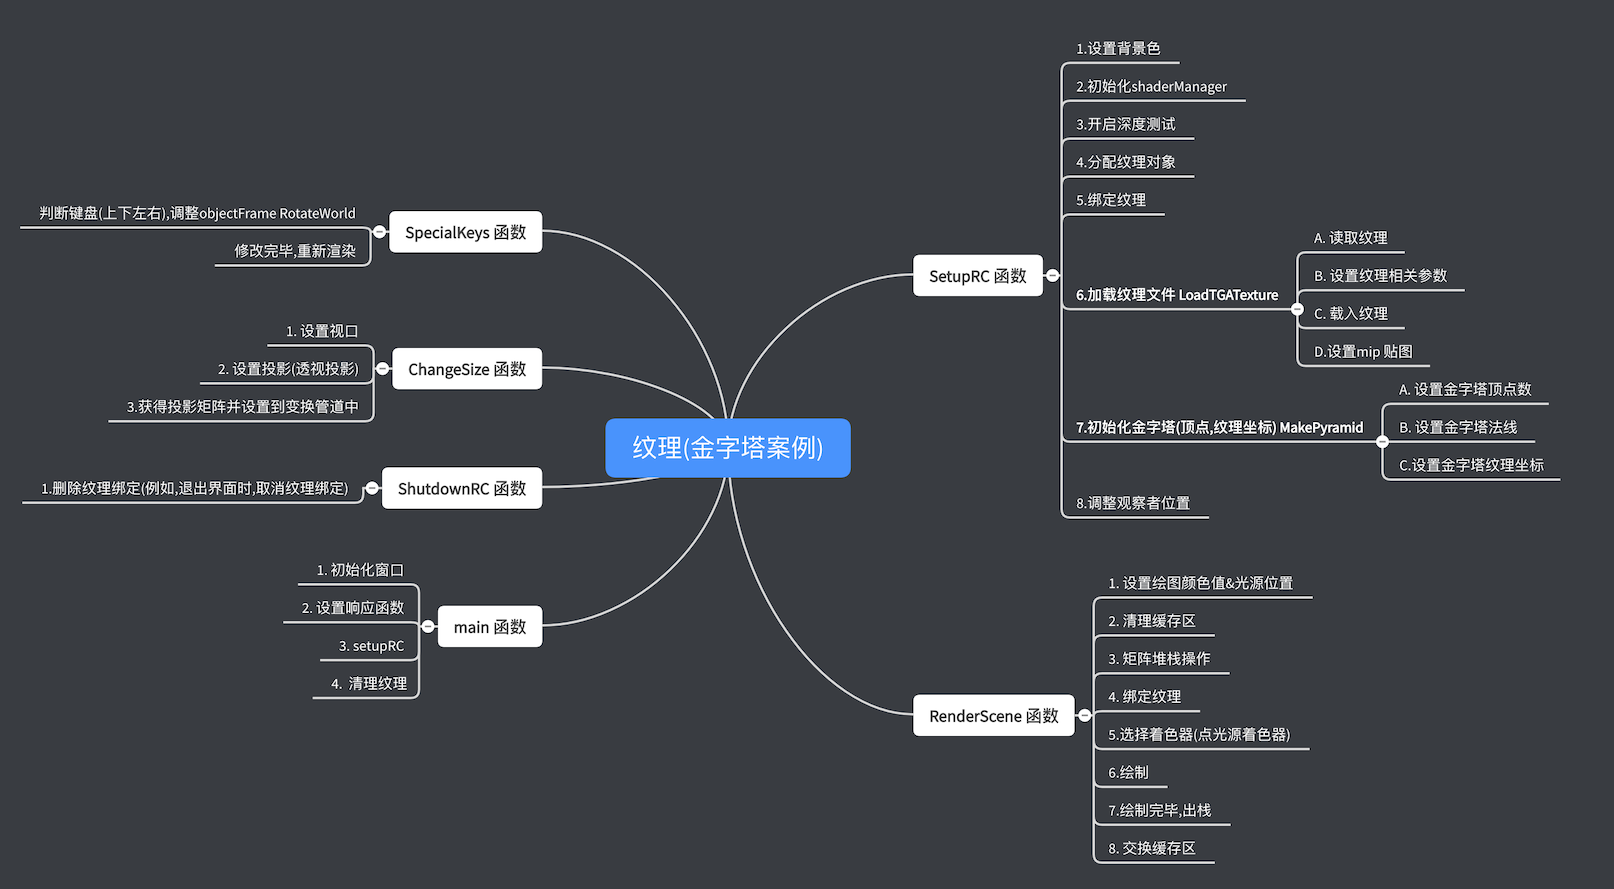 纹理(金字塔案例)
SetupRC 函数
1.设置背景色
2.初始化shaderManager
3.开启深度测试
4.分配纹理对象
5.绑定纹理
6.加载纹理文件 LoadTGATexture
A. 读取纹理
B. 设置纹理相关参数
C. 载入纹理
D.设置mip 贴图
7.初始化金字塔(顶点,纹理坐标) MakePyramid
A. 设置金字塔顶点数
B. 设置金字塔法线
C.设置金字塔纹理坐标
8.调整观察者位置
RenderScene 函数
1. 设置绘图颜色值&光源位置
2. 清理缓存区
3. 矩阵堆栈操作
4. 绑定纹理
5.选择着色器(点光源着色器)
6.绘制
7.绘制完毕,出栈
8. 交换缓存区
SpecialKeys 函数
判断键盘(上下左右),调整objectFrame RotateWorld
修改完毕,重新渲染
ChangeSize 函数
1. 设置视口
2. 设置投影(透视投影)
3.获得投影矩阵并设置到变换管道中
ShutdownRC 函数
1.删除纹理绑定(例如,退出界面时,取消纹理绑定)
main 函数
1. 初始化窗口
2. 设置响应函数
3. setupRC
4. 清理纹理